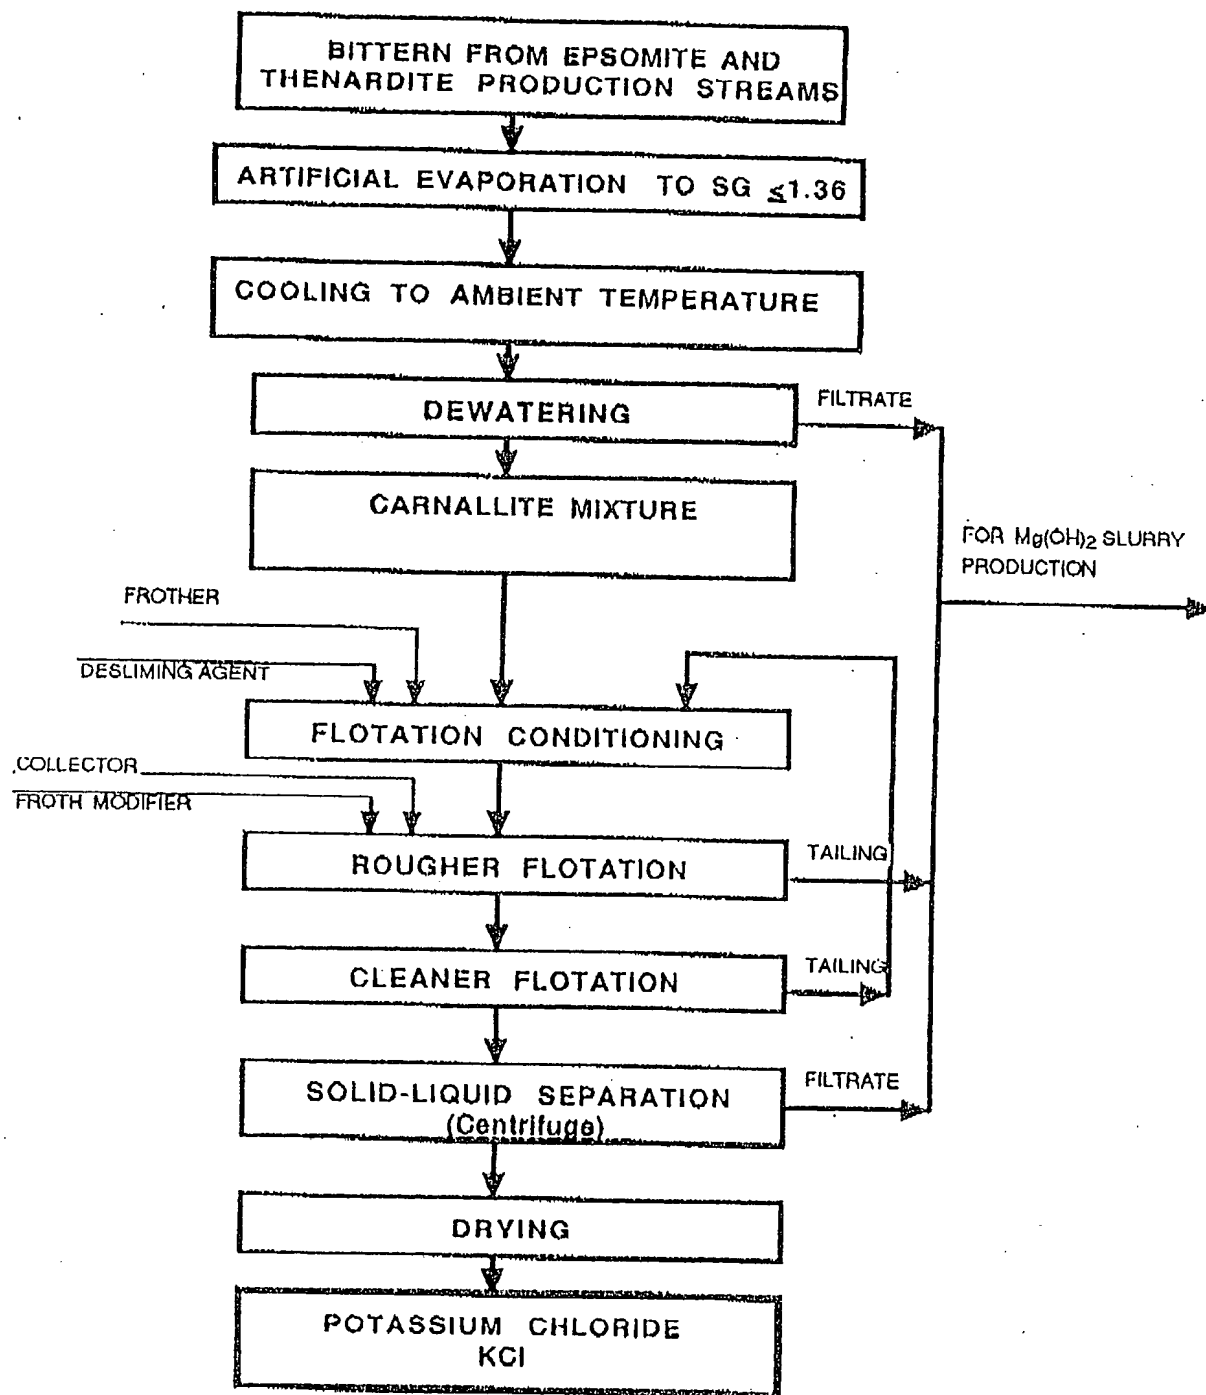 BITTERN FROM EPSOMITE AND
THENARDITE PRODUCTION STREAMS
ARTIFICIAL EVAPORATION TO SG ≤1.36
COOLING TO AMBIENT TEMPERATURE
DEWATERING
FILTRATE
CARNALLITE MIXTURE
FOR Mg(OH)₂ SLURRY
PRODUCTION
FROTHER
DESLIMING AGENT
FLOTATION CONDITIONING
COLLECTOR
FROTH MODIFIER
ROUGHER FLOTATION
TAILING
CLEANER FLOTATION
TAILING
SOLID-LIQUID SEPARATION
(Centrifuge)
FILTRATE
DRYING
POTASSIUM CHLORIDE
KCl